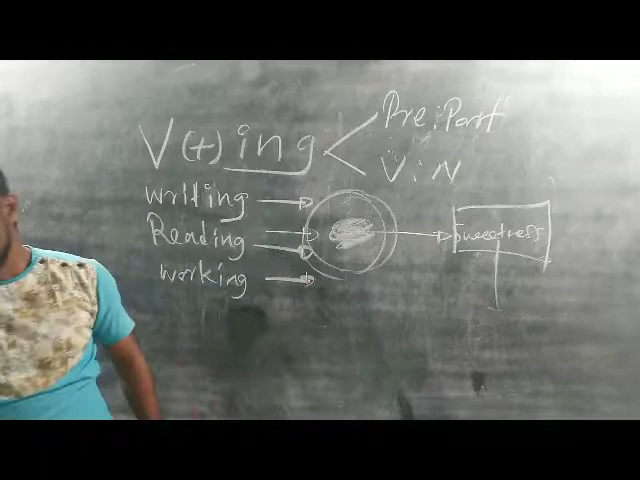 V(+) ing < Pre: Part
V: N
writing
Reading
working
Sweetness